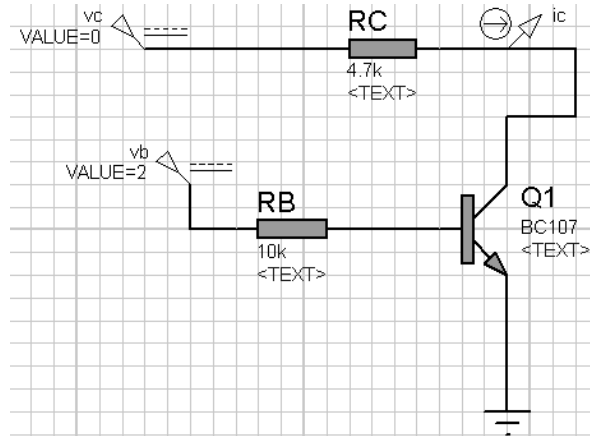 vc
VALUE=0
RC
4.7k
<TEXT>
ic
vb
VALUE=2
RB
10k
<TEXT>
Q1
BC107
<TEXT>